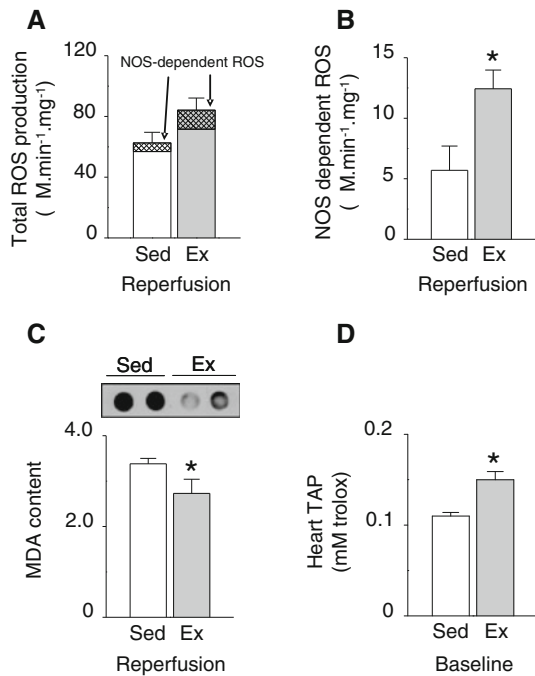 A
Total ROS production
( M.min-1.mg-1)
120
80
40
0
NOS-dependent ROS
Sed Ex
Reperfusion
B
NOS dependent ROS
( M.min-1.mg-1)
15
10
5
0
*
Sed Ex
Reperfusion
C
Sed Ex
MDA content
4.0
2.0
0
*
Sed Ex
Reperfusion
D
Heart TAP
(mM trolox)
0.2
0.1
0
*
Sed Ex
Baseline